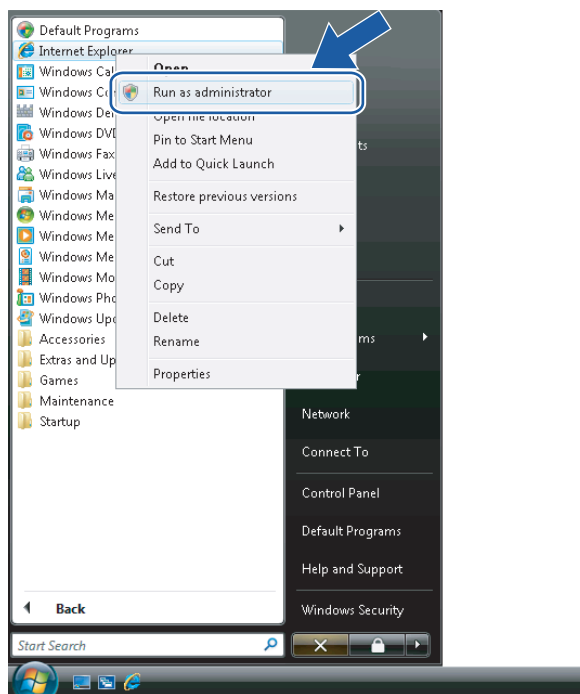 Default Programs
Internet Explorer
Windows Cal
Windows Co
Windows Def
Windows DVD
Windows Fax
Windows Live
Windows Ma
Windows Me
Windows Me
Windows Me
Windows Mo
Windows Pho
Windows Upd
Accessories
Extras and Up
Games
Maintenance
Startup
Back
Start Search
Open
Run as administrator
Open file location
Pin to Start Menu
Add to Quick Launch
Restore previous versions
Send To
Cut
Copy
Delete
Rename
Properties
ts
ms
r
Network
Connect To
Control Panel
Default Programs
Help and Support
Windows Security